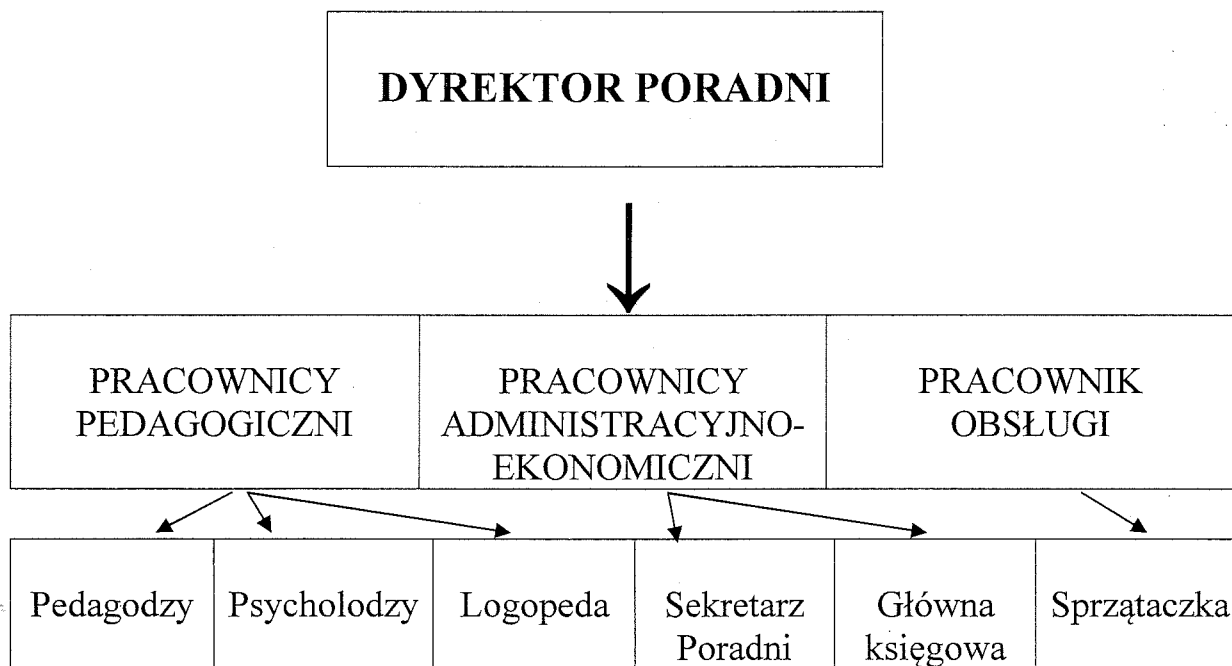 DYREKTOR PORADNI
PRACOWNICY
PEDAGOGICZNI
PRACOWNICY
ADMINISTRACYJNO-
EKONOMICZNI
PRACOWNIK
OBSŁUGI
Pedagodzy
Psycholodzy
Logopeda
Sekretarz
Poradni
Główna
księgowa
Sprzątaczka